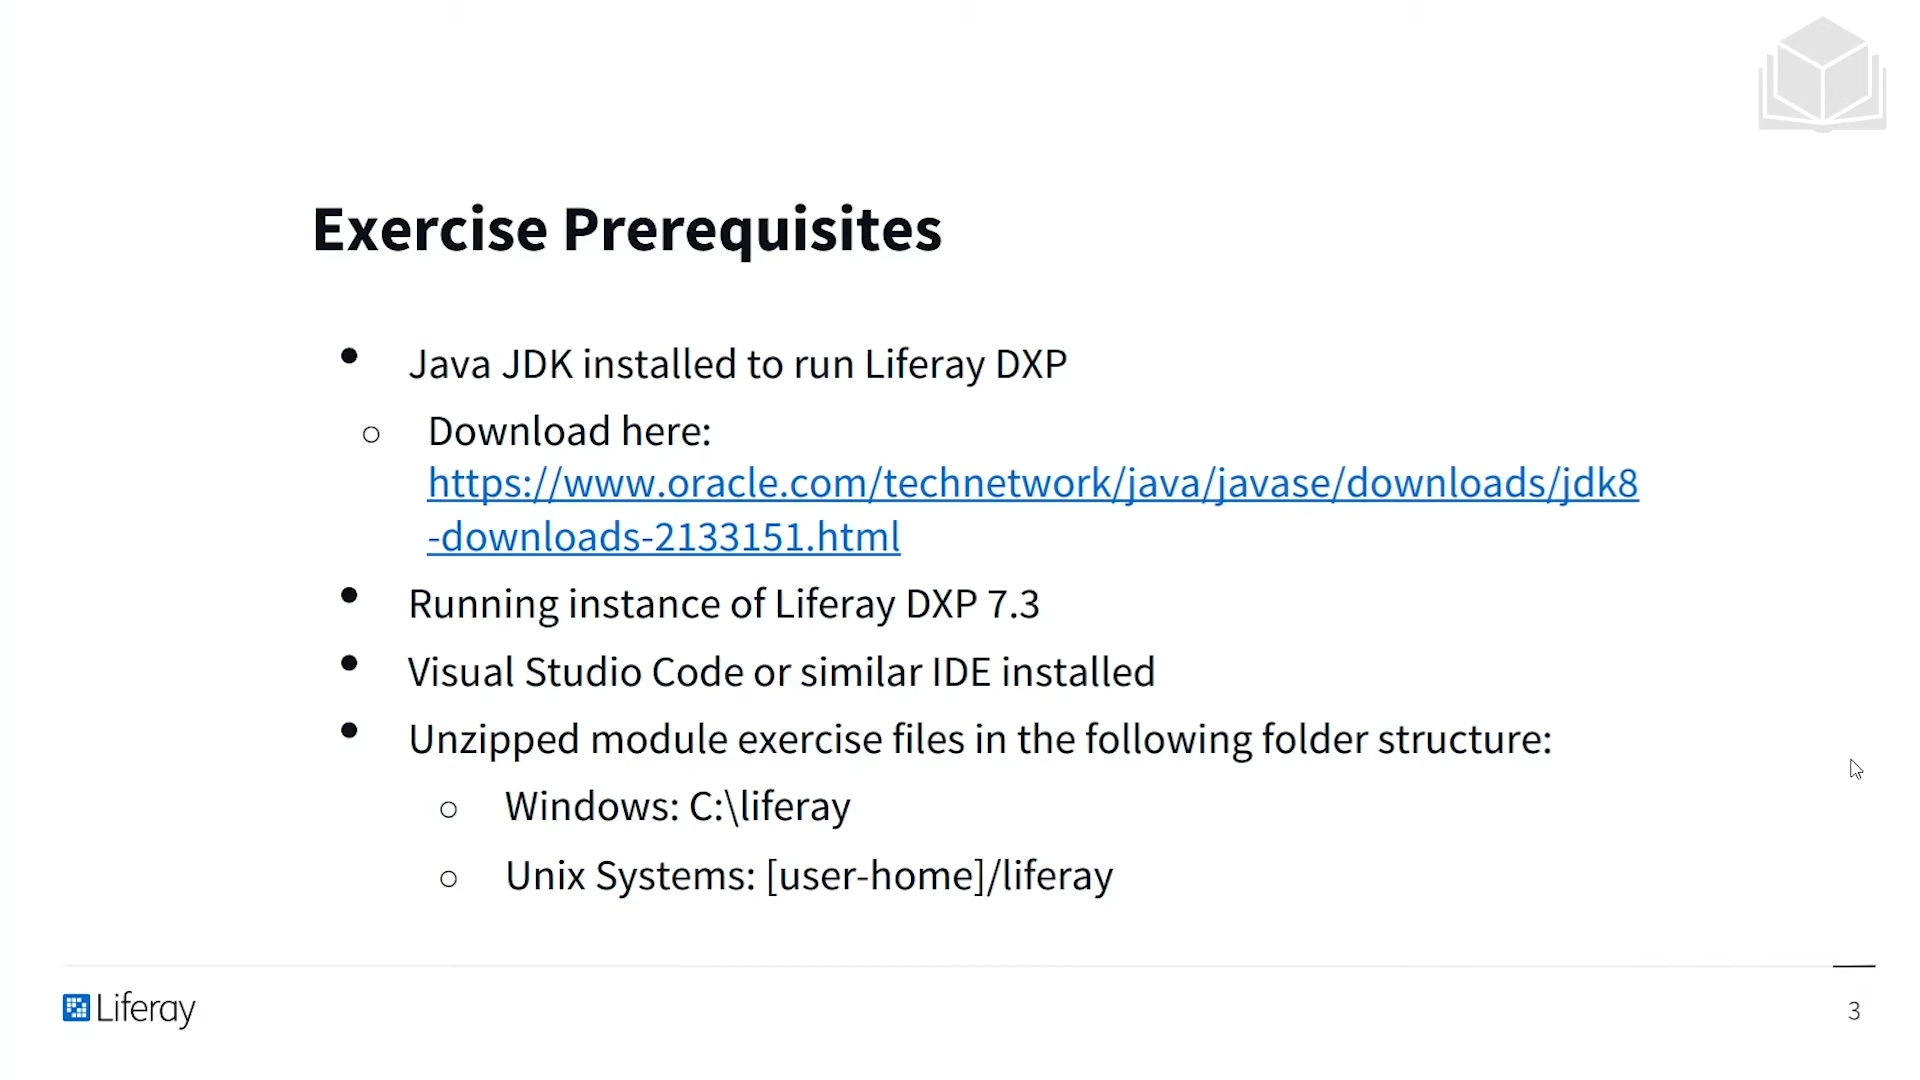 Exercise Prerequisites
• Java JDK installed to run Liferay DXP
○ Download here:
https://www.oracle.com/technetwork/java/javase/downloads/jdk8
-downloads-2133151.html
• Running instance of Liferay DXP 7.3
• Visual Studio Code or similar IDE installed
• Unzipped module exercise files in the following folder structure:
○ Windows: C:\liferay
○ Unix Systems: [user-home]/liferay
Liferay
3